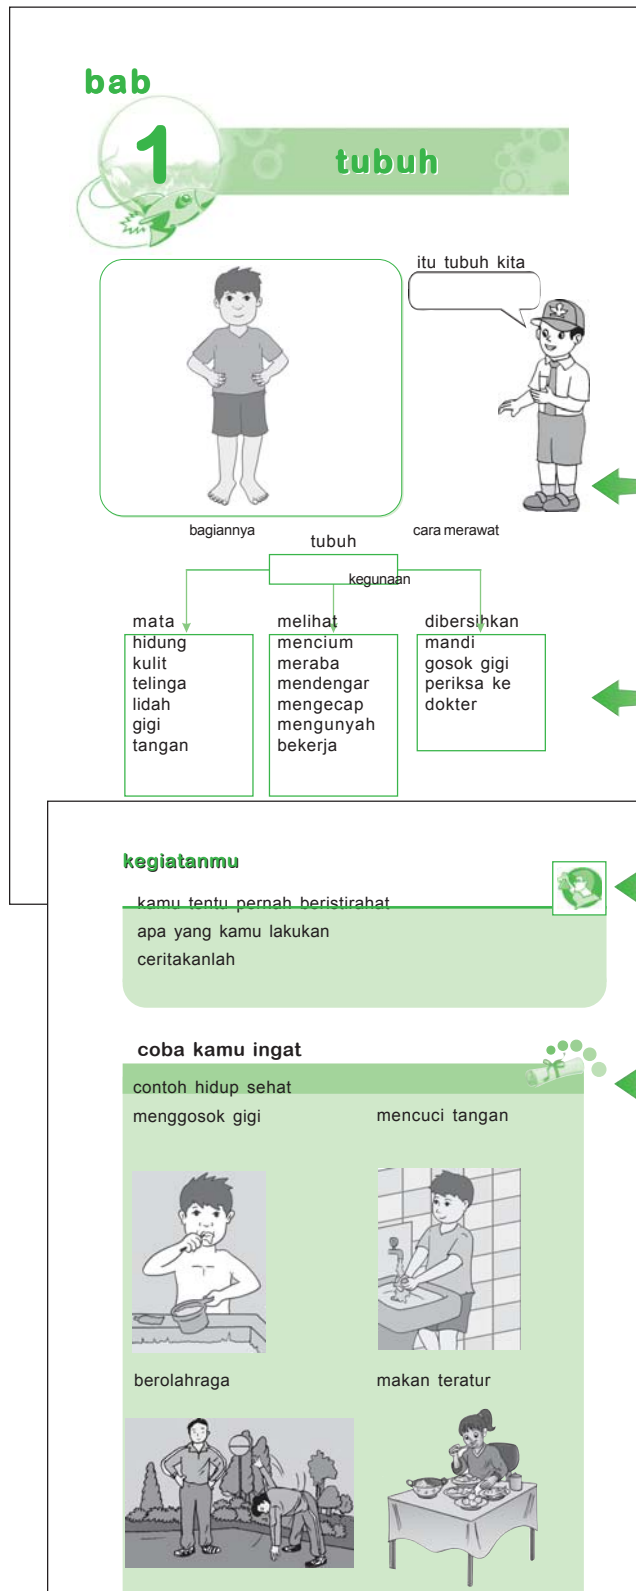 bab
1
tubuh
itu tubuh kita
bagiannya
tubuh
cara merawat
kegunaan
mata
hidung
kulit
telinga
lidah
gigi
tangan
melihat
mencium
meraba
mendengar
mengecap
mengunyah
bekerja
dibersihkan
mandi
gosok gigi
periksa ke
dokter
kegiatanmu
kamu tentu pernah beristirahat
apa yang kamu lakukan
ceritakanlah
coba kamu ingat
contoh hidup sehat
menggosok gigi
mencuci tangan
berolahraga
makan teratur